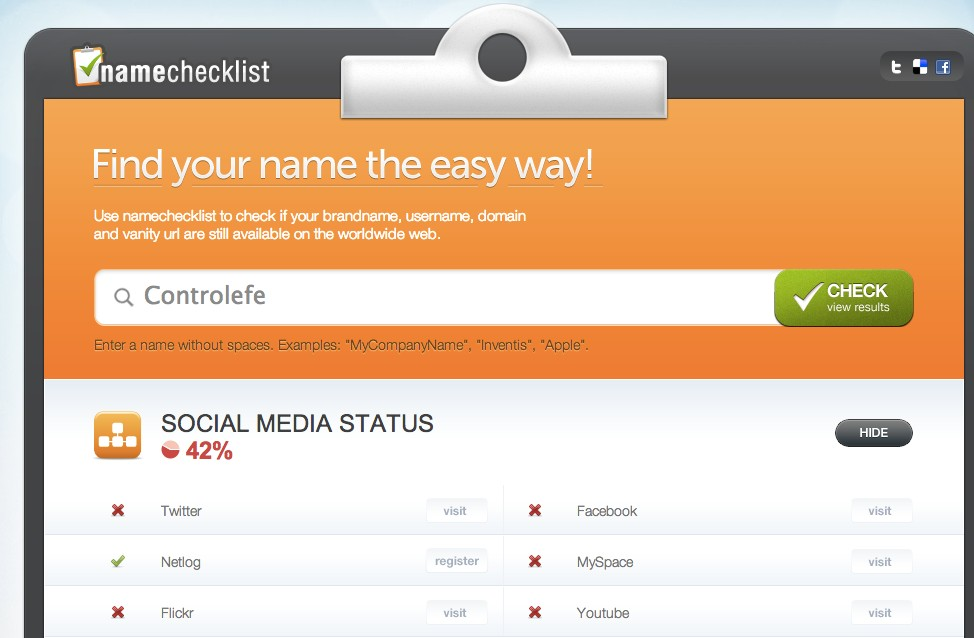 namechecklist
Find your name the easy way!
Use namechecklist to check if your brandname, username, domain
and vanity url are still available on the worldwide web.
Controlefe
CHECK
view results
Enter a name without spaces. Examples: "MyCompanyName", "Inventis", "Apple".
SOCIAL MEDIA STATUS
42%
HIDE
Twitter visit Facebook visit
Netlog register MySpace visit
Flickr visit Youtube visit